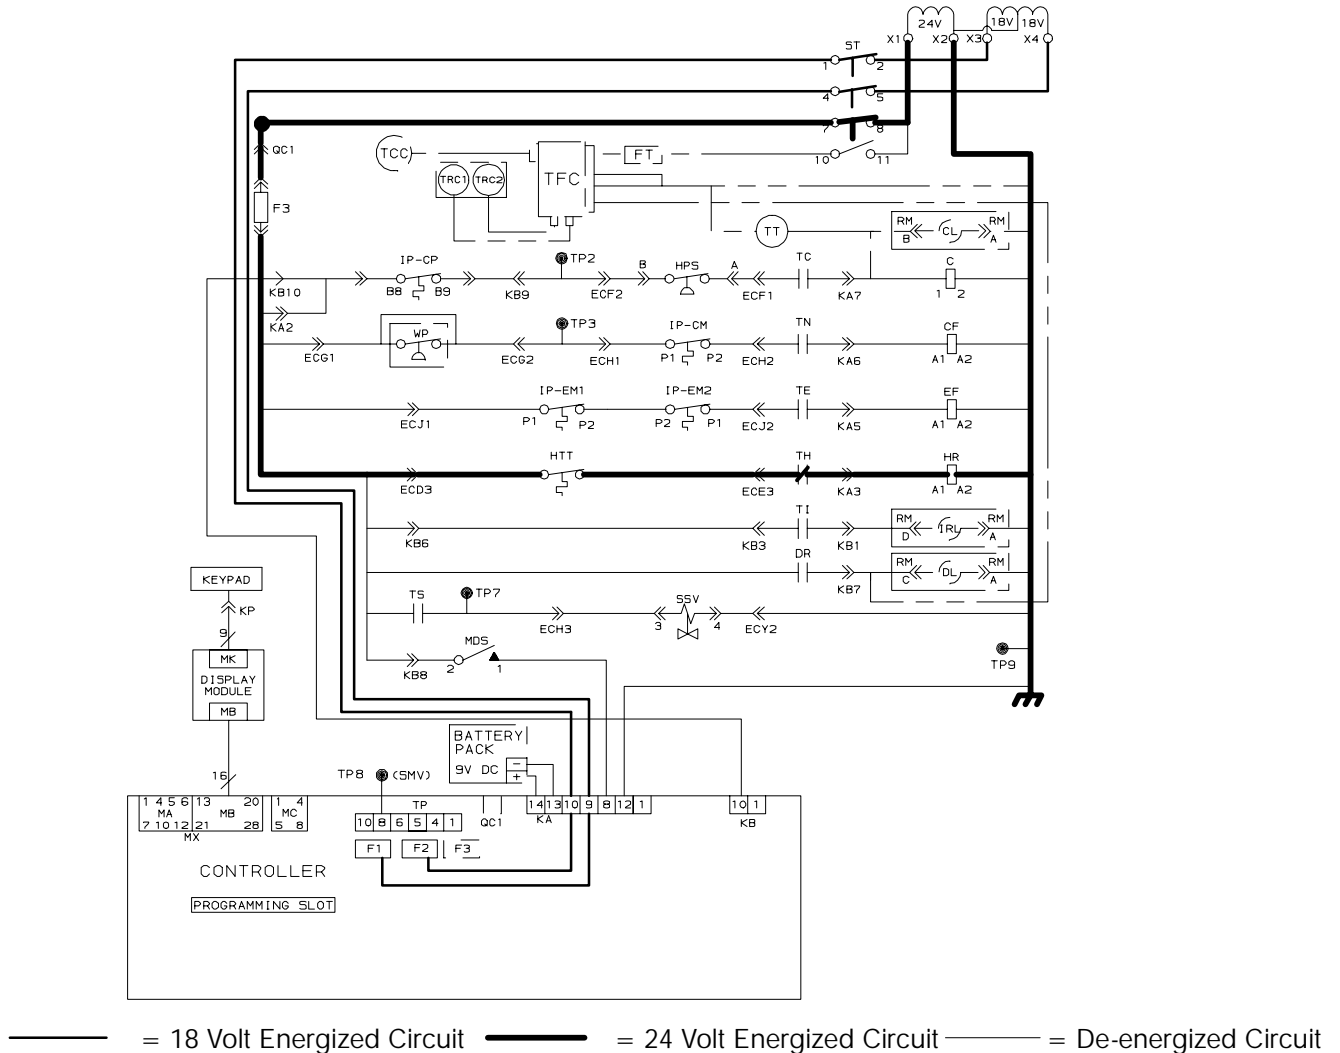 24V 18V 18V
X1 X2 X3 X4
ST
1 2
4 5
7 8
10 11
QC1
TCC
TRC1 TRC2
TFC
FT
F3
TT
RM RM
B CL A
IP-CP TP2 B HPS A TC C
KB10 B8 B9 KB9 ECF2 ECF1 KA7 1 2
KA2
WP TP3 IP-CM TN CF
ECG1 ECG2 ECH1 P1 P2 ECH2 KA6 A1 A2
IP-EM1 IP-EM2 TE EF
ECJ1 P1 P2 P2 P1 ECJ2 KA5 A1 A2
HTT TH HR
ECD3 ECE3 KA3 A1 A2
TI RM RM
KB6 KB3 KB1 D IRL A
DR RM RM
KB7 C DL A
KEYPAD
KP
TS TP7 SSV
ECH3 3 4 ECY2
9
MDS
KB8 2 1
TP9
MK
DISPLAY
MODULE
MB
BATTERY
PACK
9V DC - +
16
TP8 (SMV)
1 4 5 6 13 20 1 4
MA MB MC
7 10 12 21 28 5 8
MX
TP
10 8 6 5 4 1
QC1
14 13 10 9 8 12 1
KA
10 1
KB
F1 F2 F3
CONTROLLER
PROGRAMMING SLOT
= 18 Volt Energized Circuit = 24 Volt Energized Circuit = De-energized Circuit